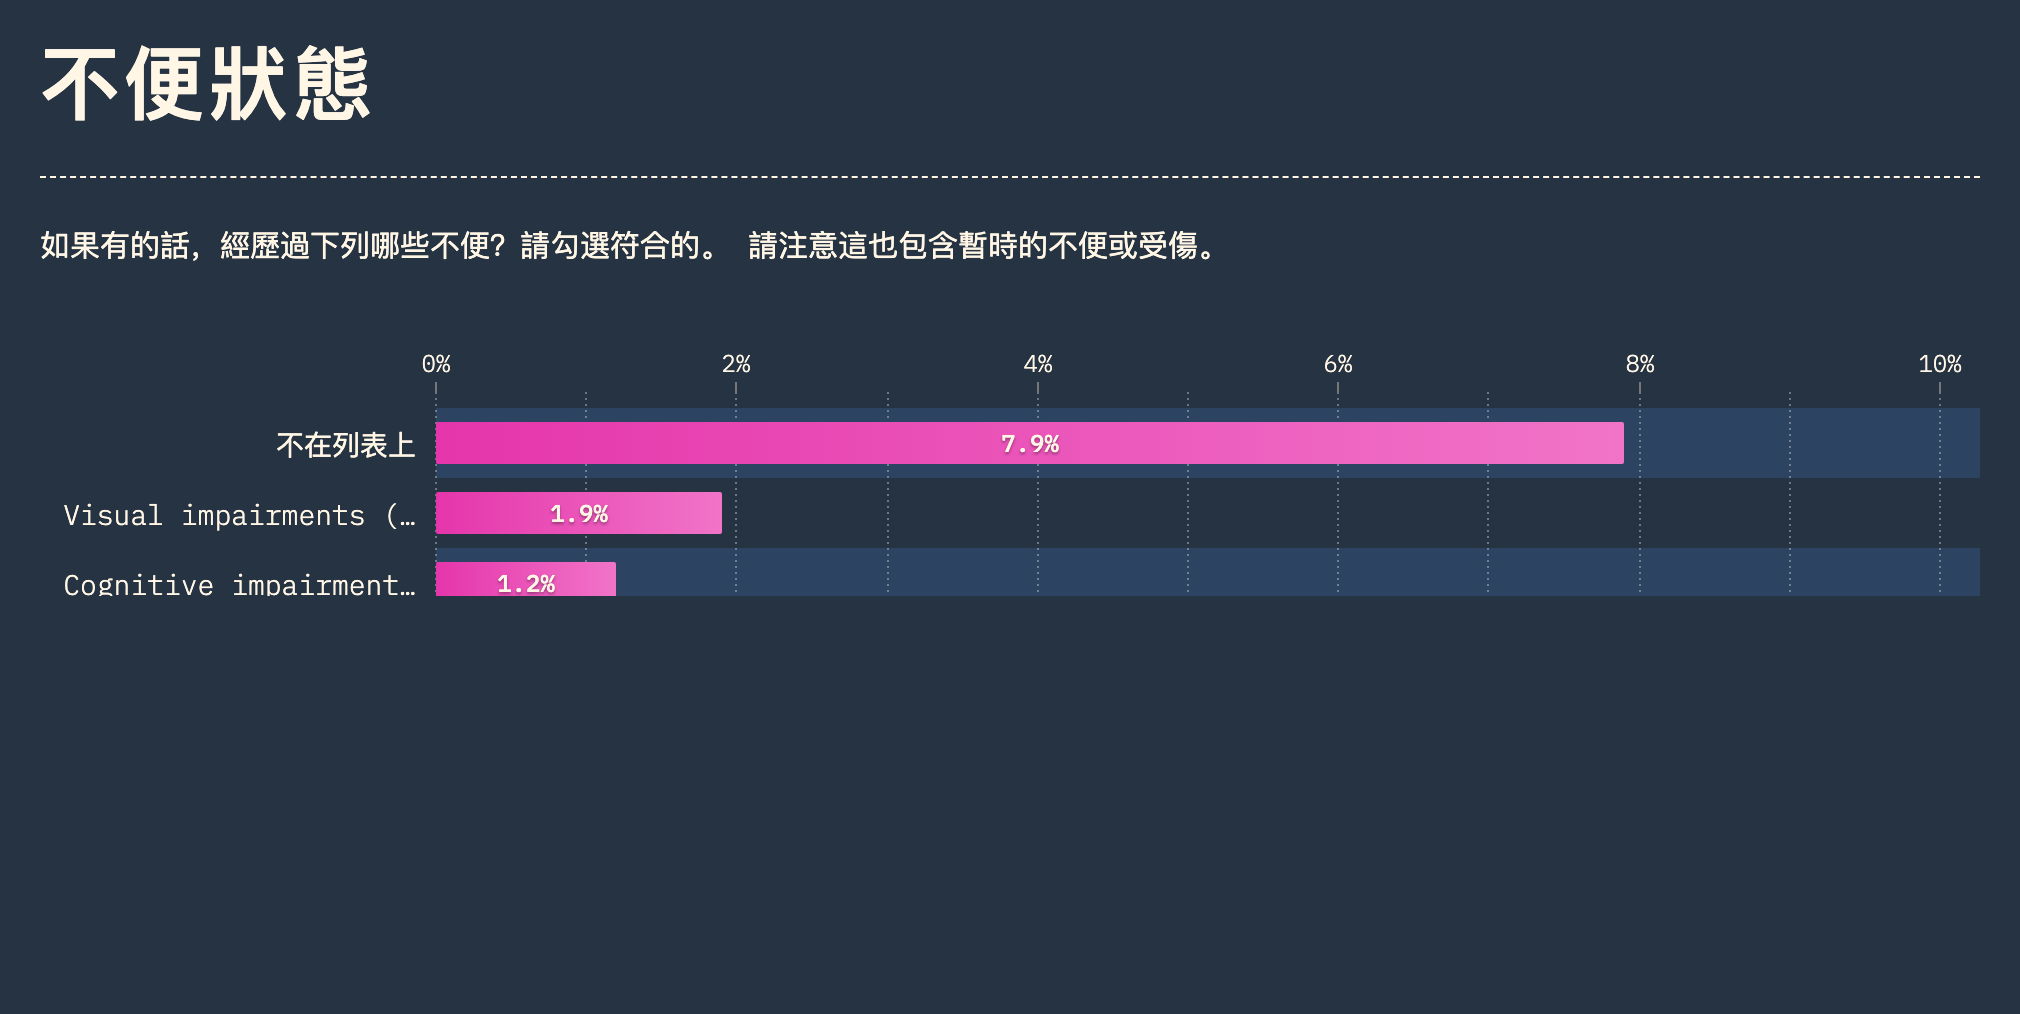 不便狀態
如果有的話，經歷過下列哪些不便？請勾選符合的。 請注意這也包含暫時的不便或受傷。
0% 2% 4% 6% 8% 10%
不在列表上 7.9%
Visual impairments (… 1.9%
Cognitive impairment… 1.2%